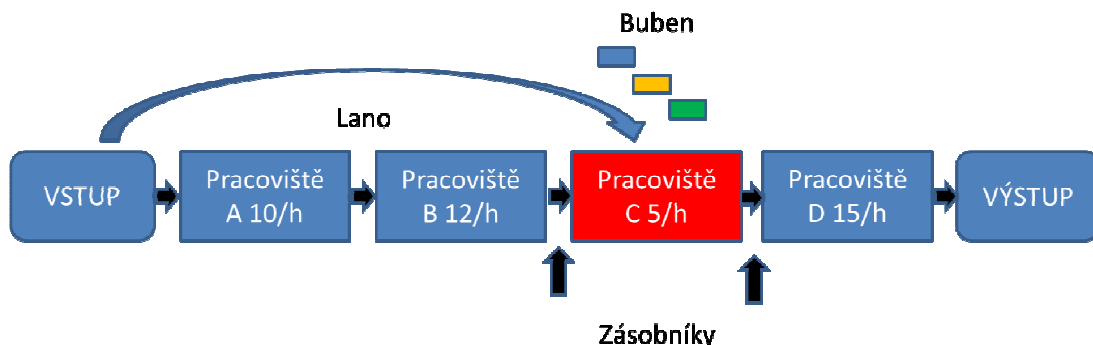 Buben
Lano
VSTUP
Pracoviště
A 10/h
Pracoviště
B 12/h
Pracoviště
C 5/h
Pracoviště
D 15/h
VÝSTUP
Zásobníky